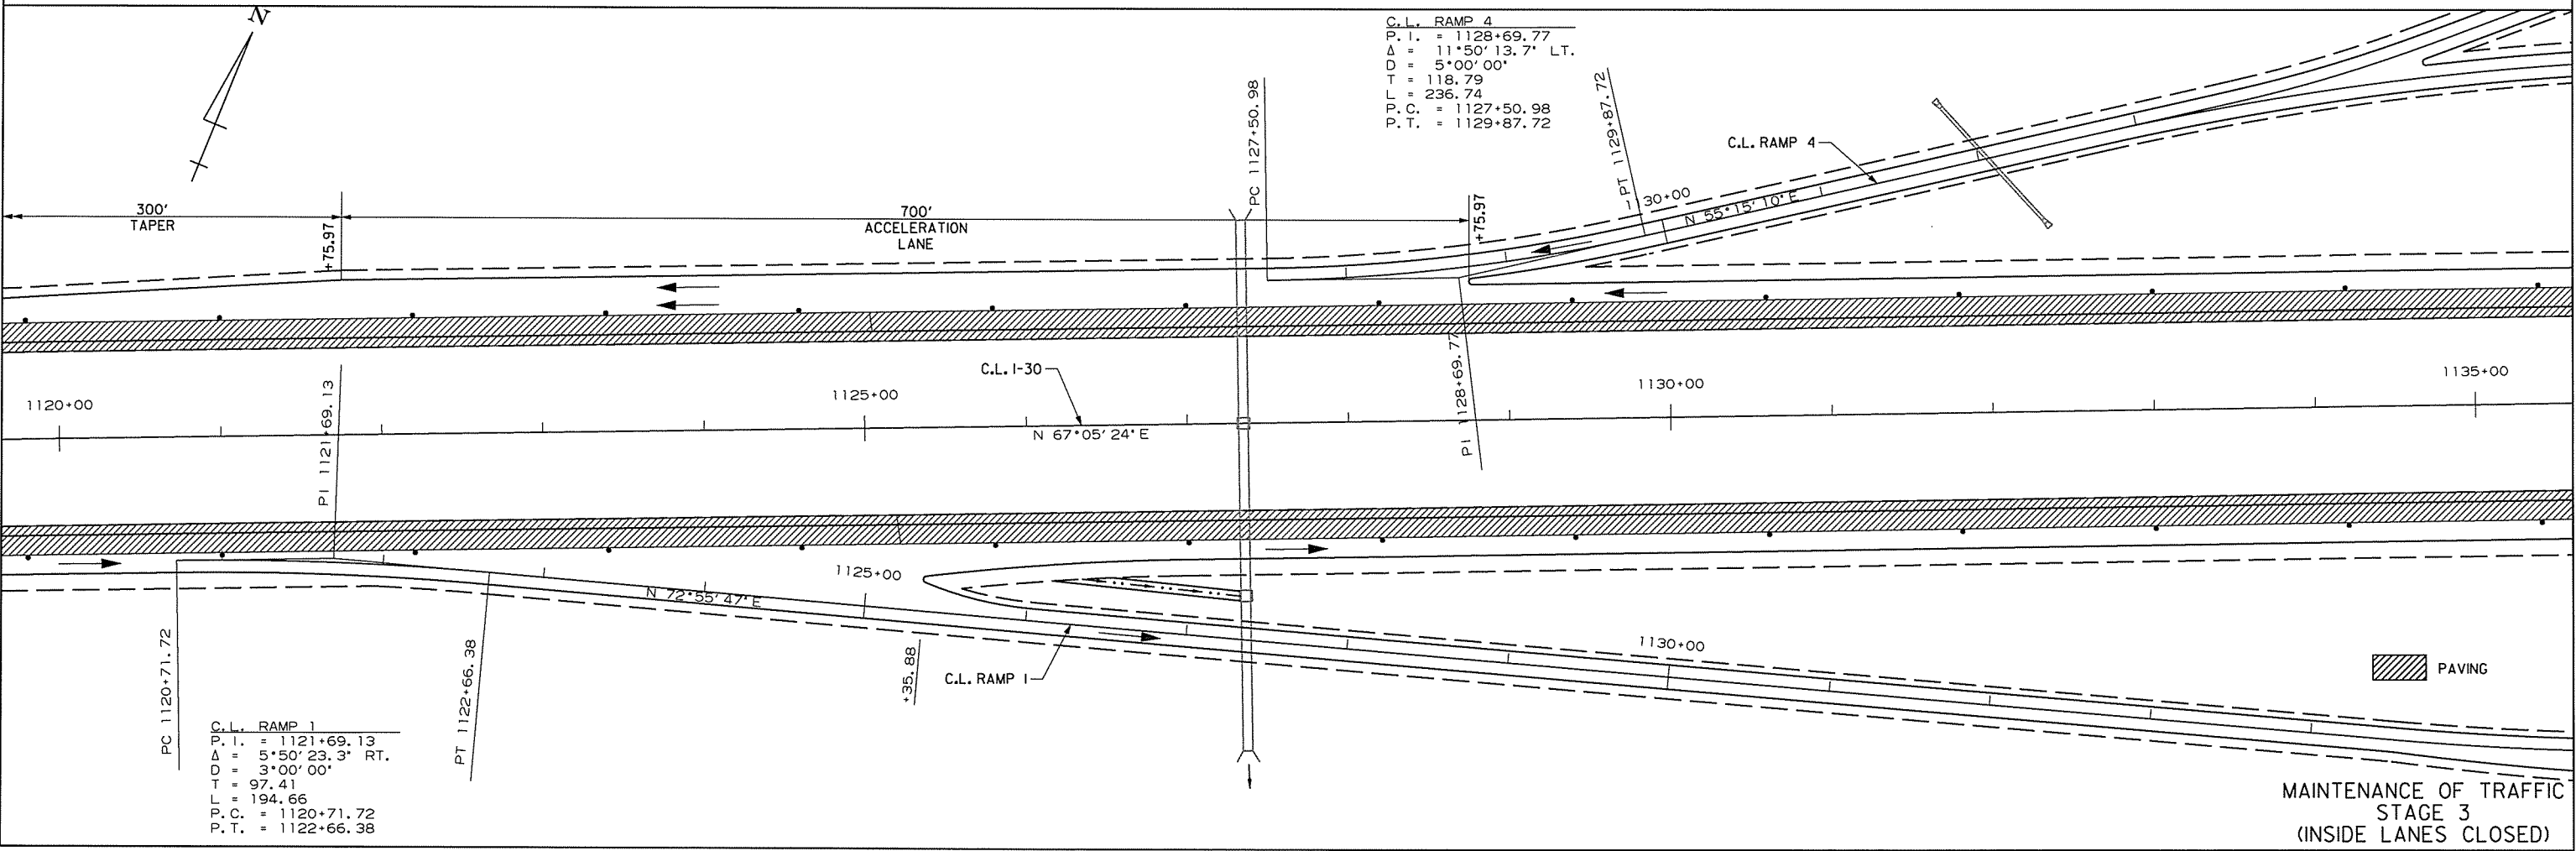 N
C.L. RAMP 4
P.I. = 1128+69.77
Δ = 11°50'13.7" LT.
D = 5°00'00"
T = 118.79
L = 236.74
P.C. = 1127+50.98
P.T. = 1129+87.72
300'
TAPER
+75.97
700'
ACCELERATION
LANE
PC 1127+50.98
+75.97
PT 1129+87.72
1130+00
N 55°15'10" E
C.L. RAMP 4
1120+00
PI 1121+69.13
1125+00
C.L. I-30
N 67°05'24" E
PI 1128+69.77
1130+00
1135+00
PC 1120+71.72
PT 1122+66.38
N 72°55'47" E
1125+00
+35.88
C.L. RAMP 1
1130+00
PAVING
C.L. RAMP 1
P.I. = 1121+69.13
Δ = 5°50'23.3" RT.
D = 3°00'00"
T = 97.41
L = 194.66
P.C. = 1120+71.72
P.T. = 1122+66.38
MAINTENANCE OF TRAFFIC
STAGE 3
(INSIDE LANES CLOSED)